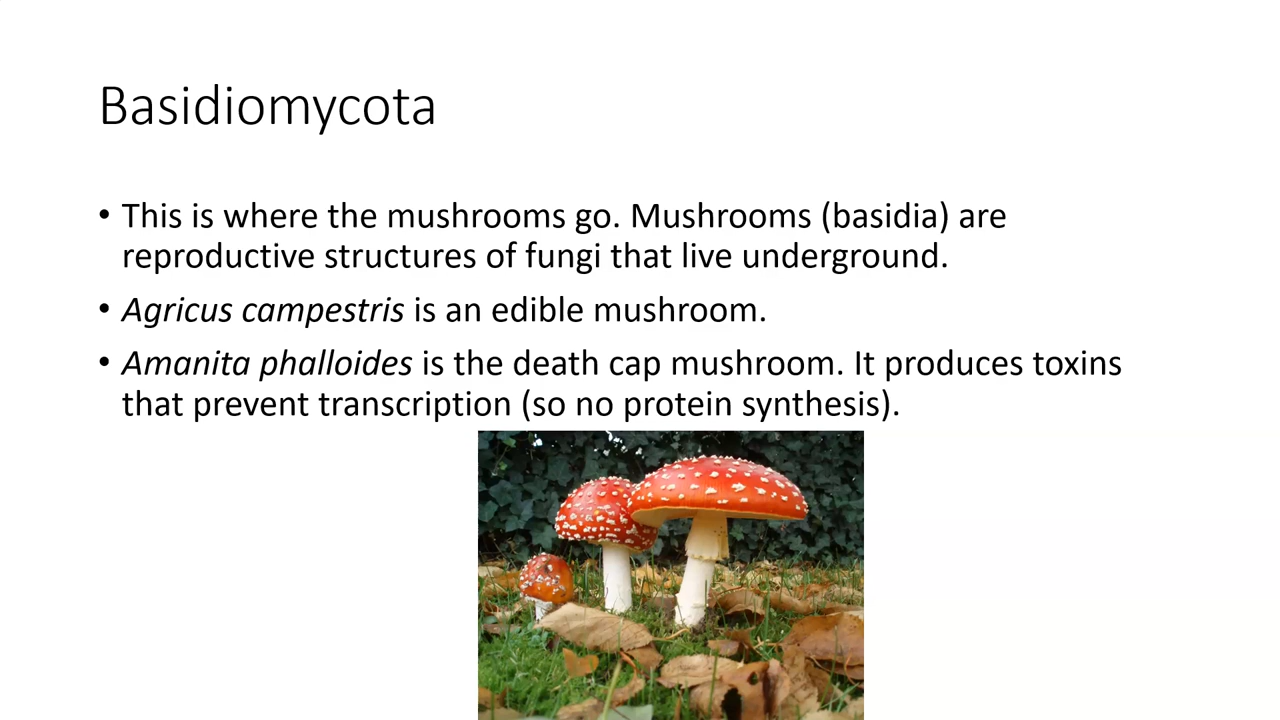 Basidiomycota
• This is where the mushrooms go. Mushrooms (basidia) are
reproductive structures of fungi that live underground.
• Agricus campestris is an edible mushroom.
• Amanita phalloides is the death cap mushroom. It produces toxins
that prevent transcription (so no protein synthesis).